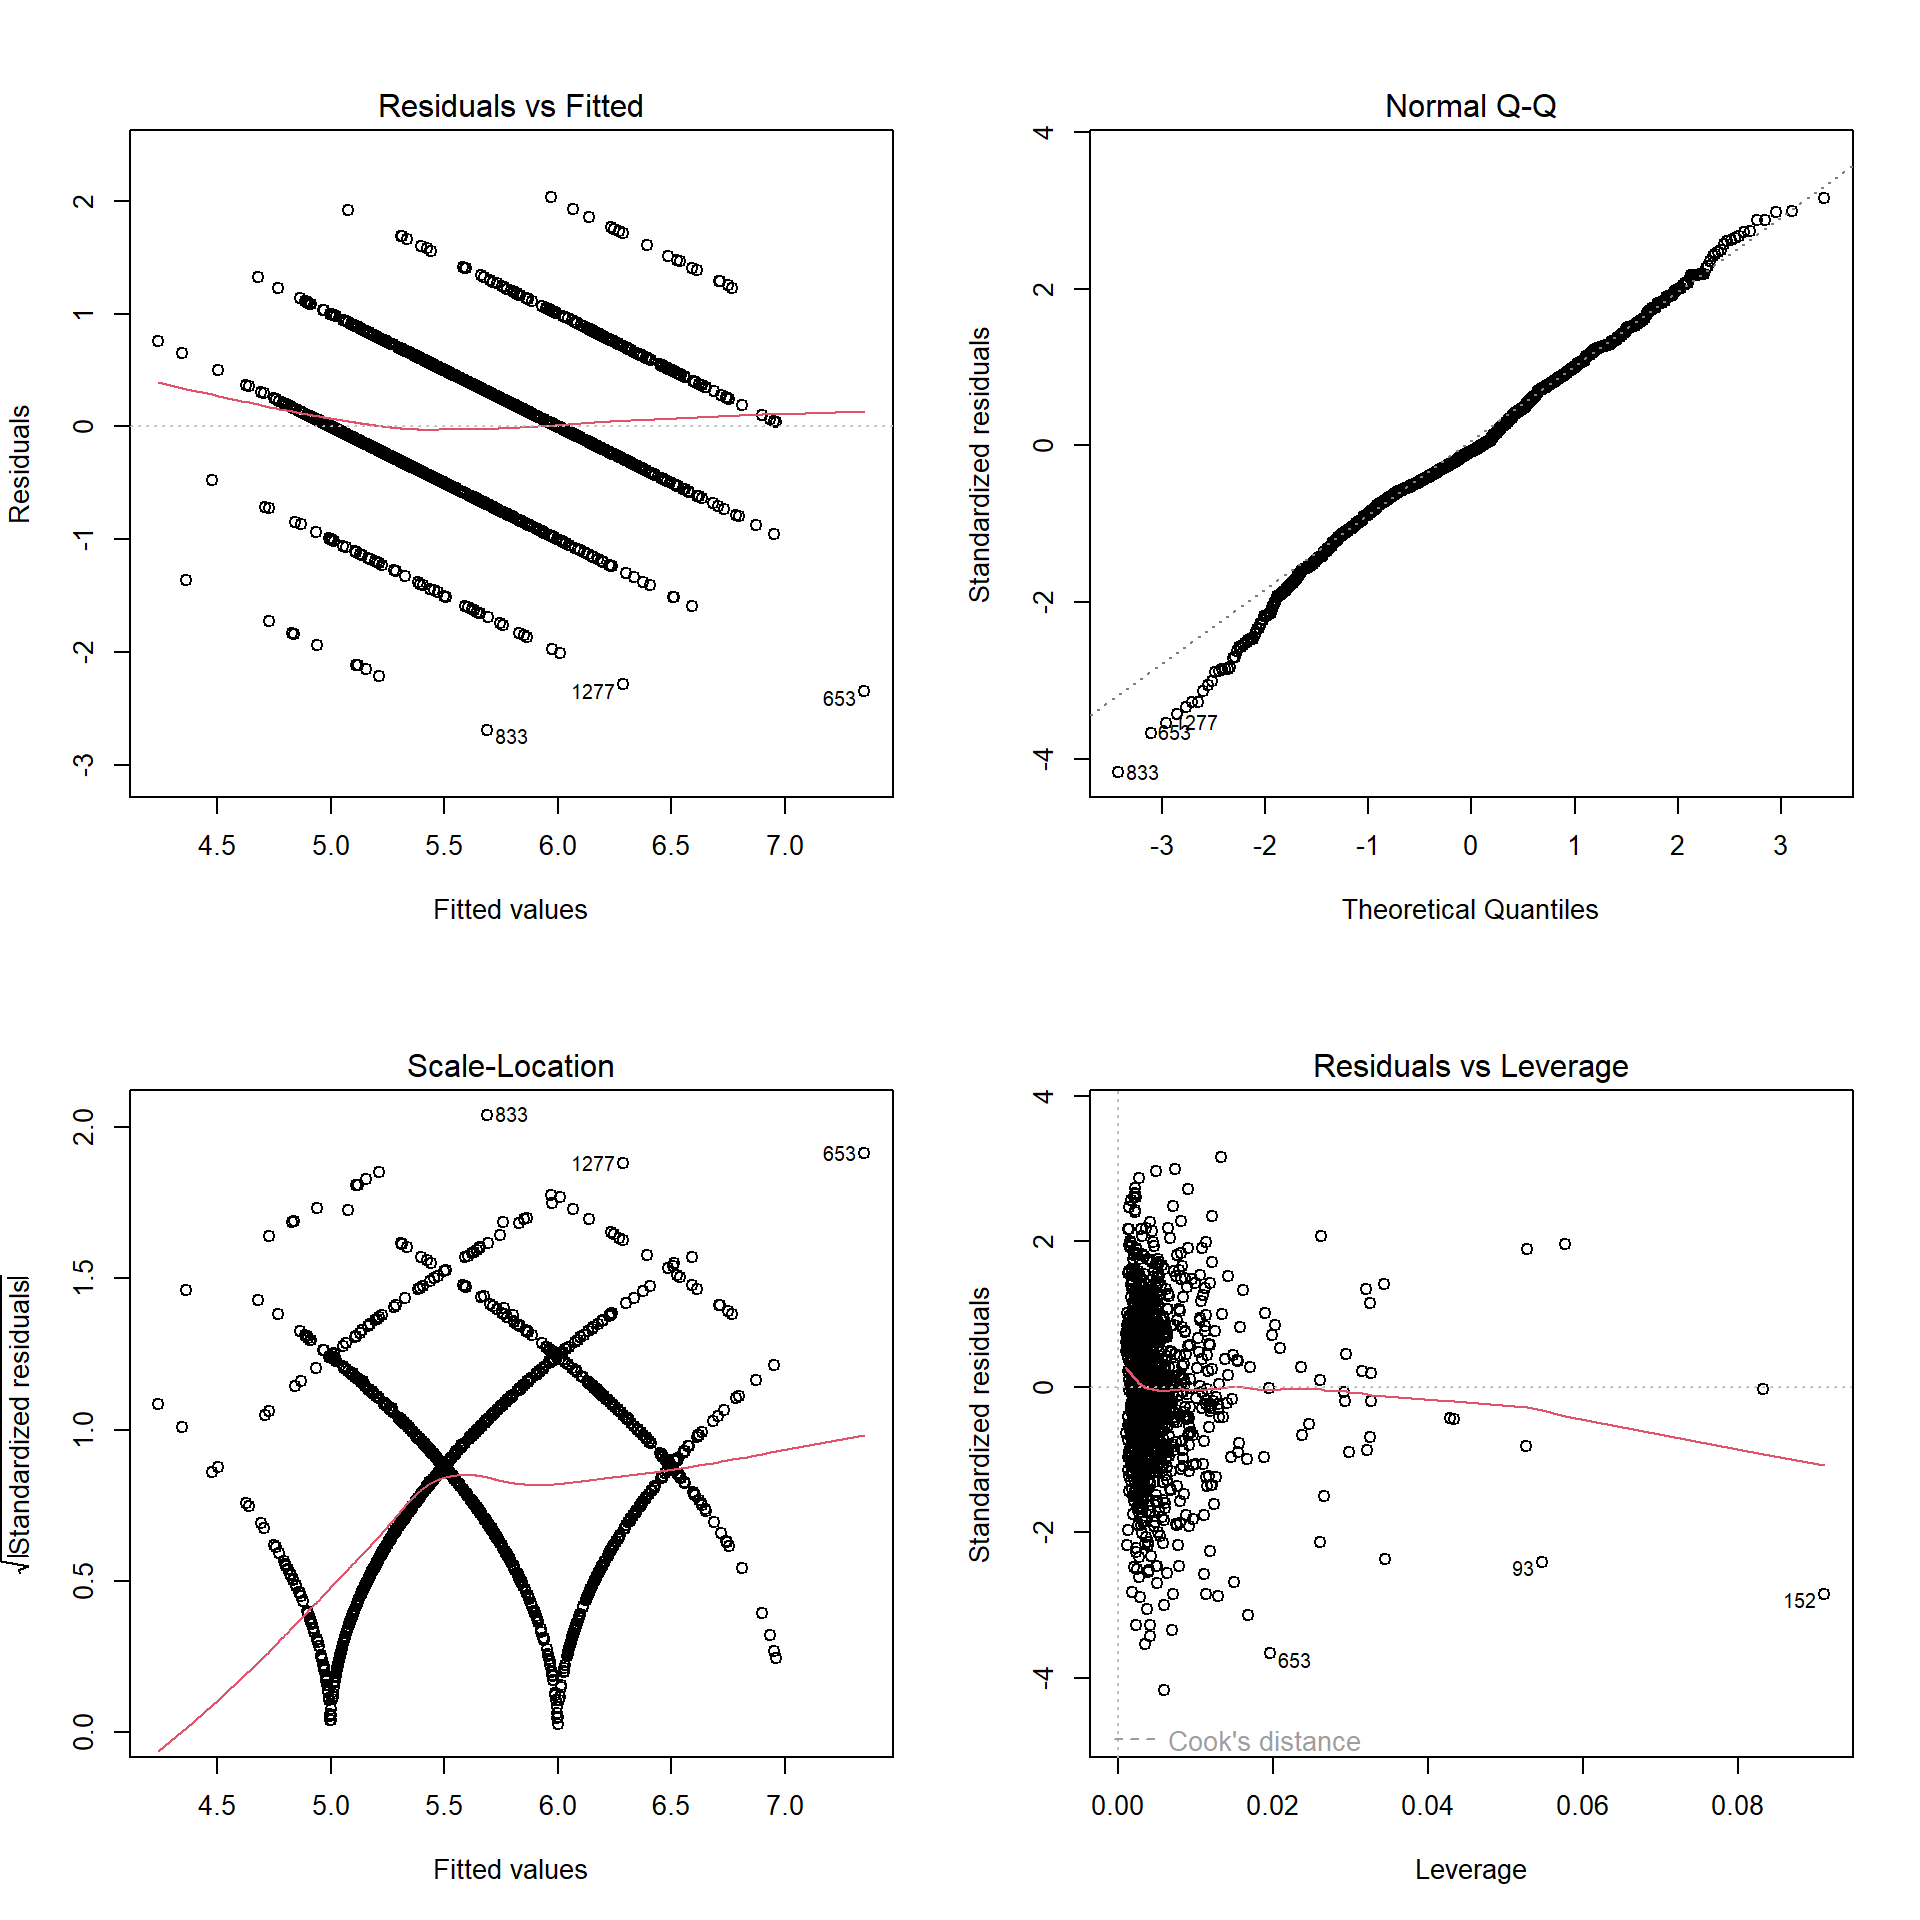 Residuals vs Fitted
Residuals
2
1
0
-1
-2
-3
1277
653
833
4.5 5.0 5.5 6.0 6.5 7.0
Fitted values
Normal Q-Q
Standardized residuals
4
2
0
-2
-4
1277
653
833
-3 -2 -1 0 1 2 3
Theoretical Quantiles
Scale-Location
√|Standardized residuals|
2.0
1.5
1.0
0.5
0.0
833
1277
653
4.5 5.0 5.5 6.0 6.5 7.0
Fitted values
Residuals vs Leverage
Standardized residuals
4
2
0
-2
-4
93
152
653
Cook's distance
0.00 0.02 0.04 0.06 0.08
Leverage